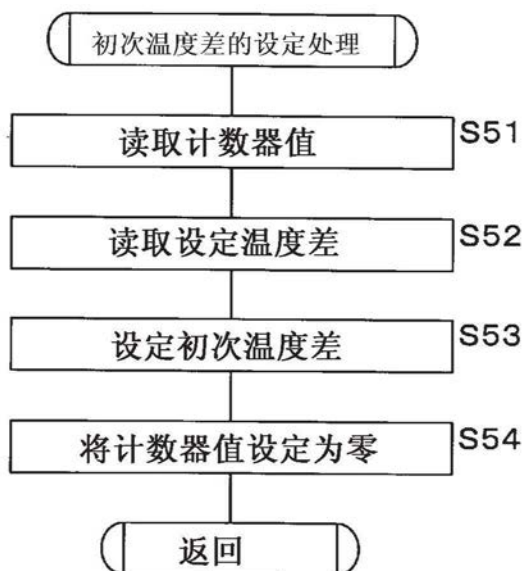 初次温度差的设定处理
读取计数器值 S51
读取设定温度差 S52
设定初次温度差 S53
将计数器值设定为零 S54
返回